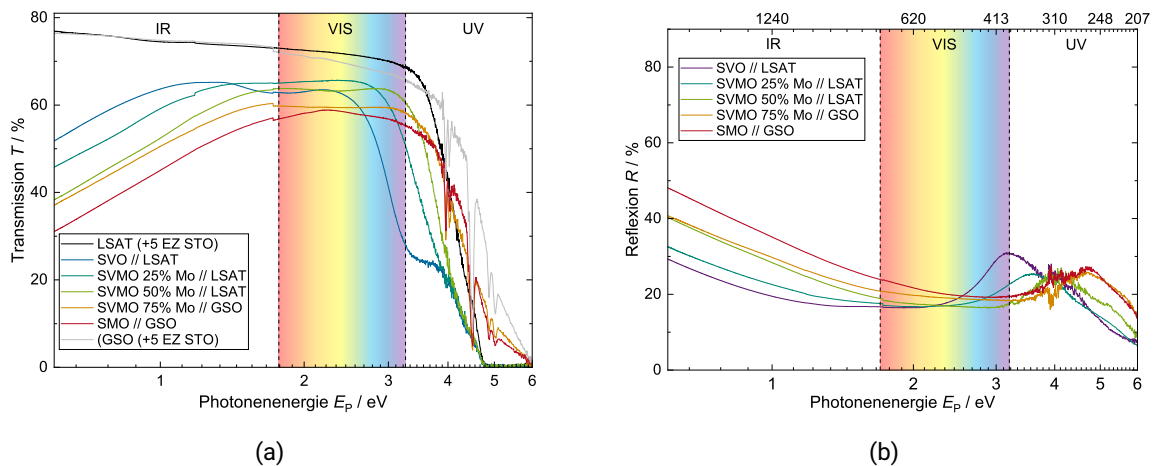 80
60
40
20
0
Transmission T / %
IR
VIS
UV
LSAT (+5 EZ STO)
SVO // LSAT
SVMO 25% Mo // LSAT
SVMO 50% Mo // LSAT
SVMO 75% Mo // GSO
SMO // GSO
(GSO (+5 EZ STO)
1
2
3
4
5
6
Photonenenergie EP / eV
(a)
1240
620
413
310
248
207
80
60
40
20
0
Reflexion R / %
IR
VIS
UV
SVO // LSAT
SVMO 25% Mo // LSAT
SVMO 50% Mo // LSAT
SVMO 75% Mo // GSO
SMO // GSO
1
2
3
4
5
6
Photonenenergie EP / eV
(b)